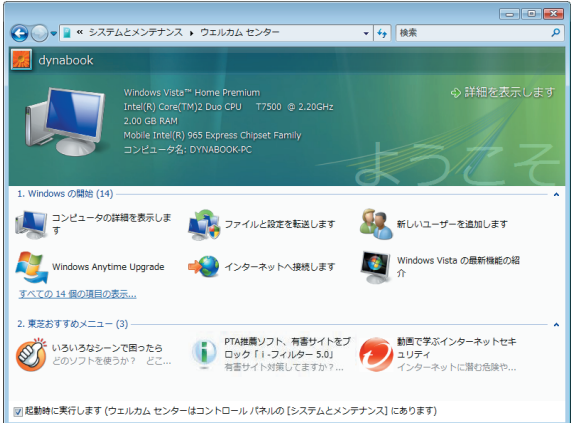 « システムとメンテナンス ▸ ウェルカム センター
検索
dynabook
Windows Vista™ Home Premium
Intel(R) Core(TM)2 Duo CPU T7500 @ 2.20GHz
2.00 GB RAM
Mobile Intel(R) 965 Express Chipset Family
コンピュータ名: DYNABOOK-PC
詳細を表示します
ようこそ
1. Windows の開始 (14)
コンピュータの詳細を表示しま
す
ファイルと設定を転送します
新しいユーザーを追加します
Windows Anytime Upgrade
インターネットへ接続します
Windows Vista の最新機能の紹
介
すべての 14 個の項目の表示...
2. 東芝おすすめメニュー (3)
いろいろなシーンで困ったら
どのソフトを使うか? どこ...
PTA推薦ソフト、有害サイトをブ
ロック「ｉ-フィルター 5.0」
有害サイト対策してますか？...
動画で学ぶインターネットセキ
ュリティ
インターネットに潜む危険や...
起動時に実行します (ウェルカム センターはコントロール パネルの [システムとメンテナンス] にあります)